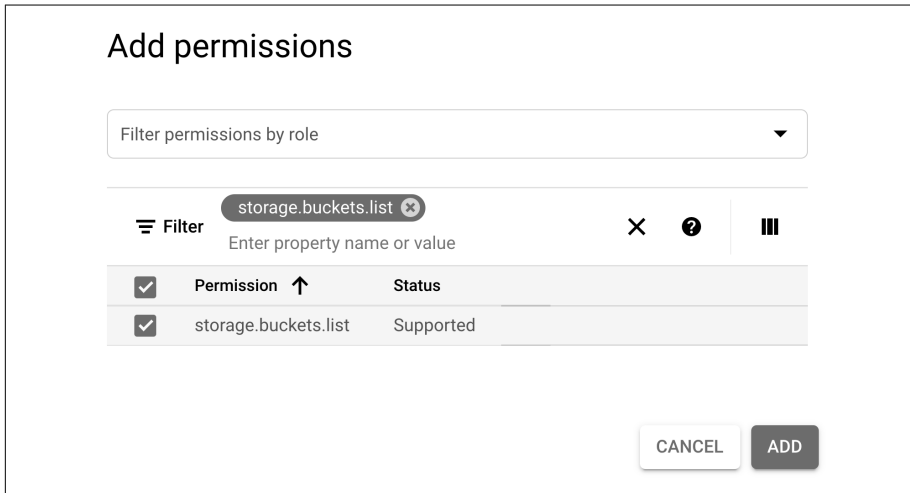 Add permissions
Filter permissions by role
Filter
storage.buckets.list
Enter property name or value
Permission Status
storage.buckets.list Supported
CANCEL ADD